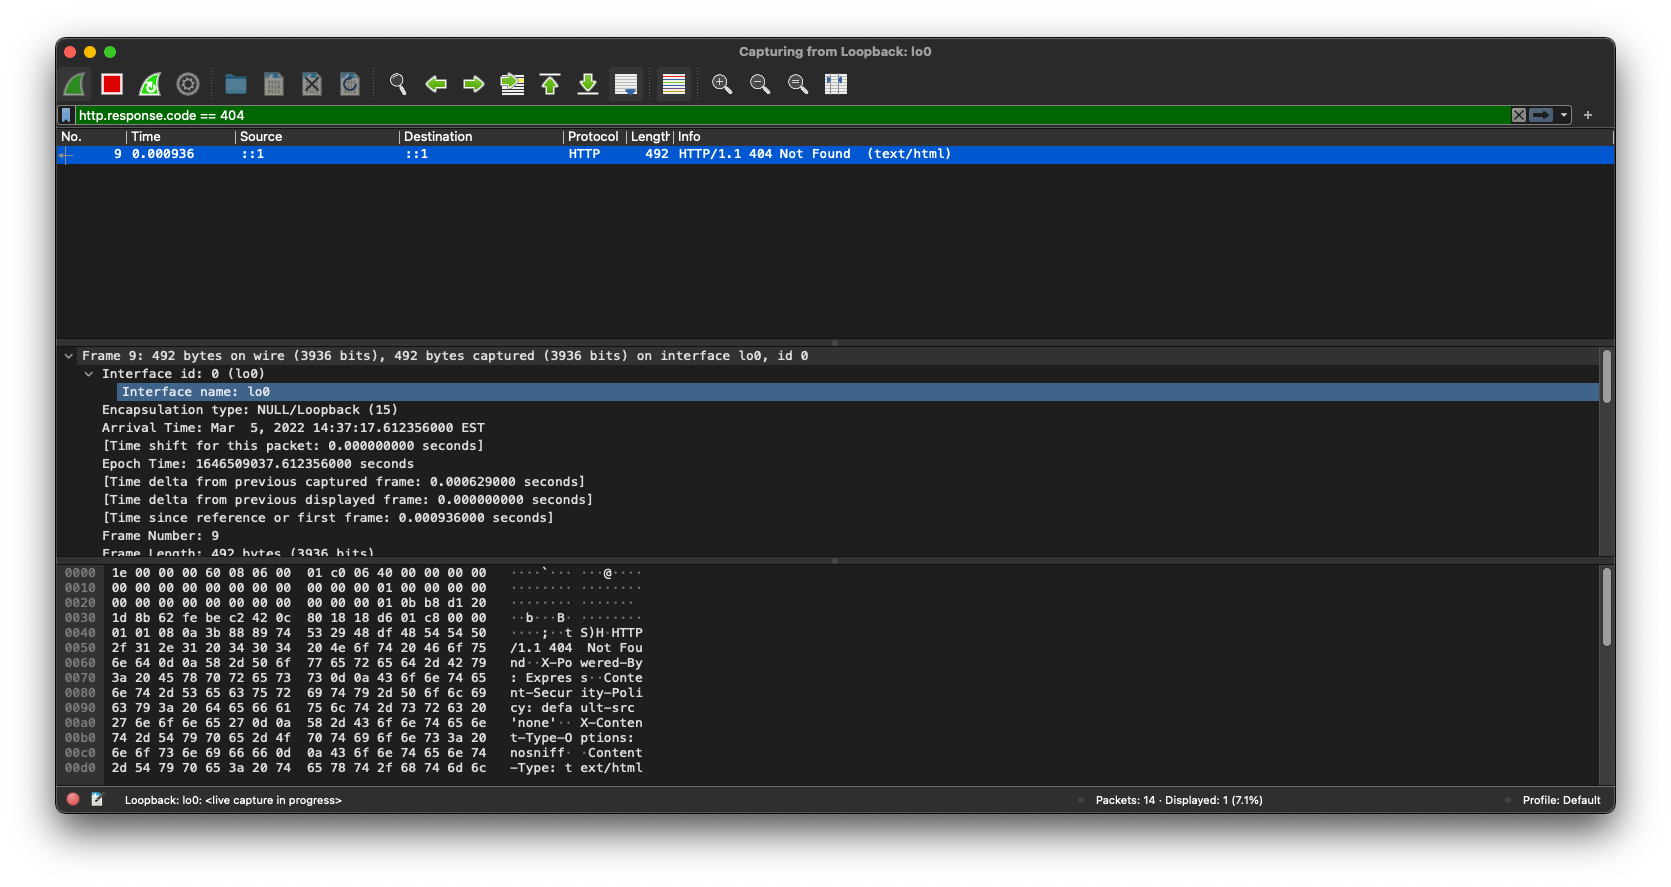 Capturing from Loopback: lo0
http.response.code == 404
No. Time Source Destination Protocol Length Info
9 0.000936 ::1 ::1 HTTP 492 HTTP/1.1 404 Not Found (text/html)
Frame 9: 492 bytes on wire (3936 bits), 492 bytes captured (3936 bits) on interface lo0, id 0
Interface id: 0 (lo0)
Interface name: lo0
Encapsulation type: NULL/Loopback (15)
Arrival Time: Mar  5, 2022 14:37:17.612356000 EST
[Time shift for this packet: 0.000000000 seconds]
Epoch Time: 1646509037.612356000 seconds
[Time delta from previous captured frame: 0.000629000 seconds]
[Time delta from previous displayed frame: 0.000000000 seconds]
[Time since reference or first frame: 0.000936000 seconds]
Frame Number: 9
Frame Length: 492 bytes (3936 bits)
0000 1e 00 00 00 60 08 06 00 01 c0 06 40 00 00 00 00 ····`··· ···@····
0010 00 00 00 00 00 00 00 00 00 00 00 01 00 00 00 00 ········ ········
0020 00 00 00 00 00 00 00 00 00 00 00 01 0b b8 d1 20 ········ ·······
0030 1d 8b 62 fe be c2 42 0c 80 18 18 d6 01 c8 00 00 ··b···B· ········
0040 01 01 08 0a 3b 88 89 74 53 29 48 df 48 54 54 50 ····;··t S)H·HTTP
0050 2f 31 2e 31 20 34 30 34 20 4e 6f 74 20 46 6f 75 /1.1 404 Not Fou
0060 6e 64 0d 0a 58 2d 50 6f 77 65 72 65 64 2d 42 79 nd··X-Po wered-By
0070 3a 20 45 78 70 72 65 73 73 0d 0a 43 6f 6e 74 65 : Expres s··Conte
0080 6e 74 2d 53 65 63 75 72 69 74 79 2d 50 6f 6c 69 nt-Secur ity-Poli
0090 63 79 3a 20 64 65 66 61 75 6c 74 2d 73 72 63 20 cy: defa ult-src
00a0 27 6e 6f 6e 65 27 0d 0a 58 2d 43 6f 6e 74 65 6e 'none'·· X-Conten
00b0 74 2d 54 79 70 65 2d 4f 70 74 69 6f 6e 73 3a 20 t-Type-O ptions:
00c0 6e 6f 73 6e 69 66 66 0d 0a 43 6f 6e 74 65 6e 74 nosniff· ·Content
00d0 2d 54 79 70 65 3a 20 74 65 78 74 2f 68 74 6d 6c -Type: t ext/html
Loopback: lo0: <live capture in progress> Packets: 14 · Displayed: 1 (7.1%) Profile: Default